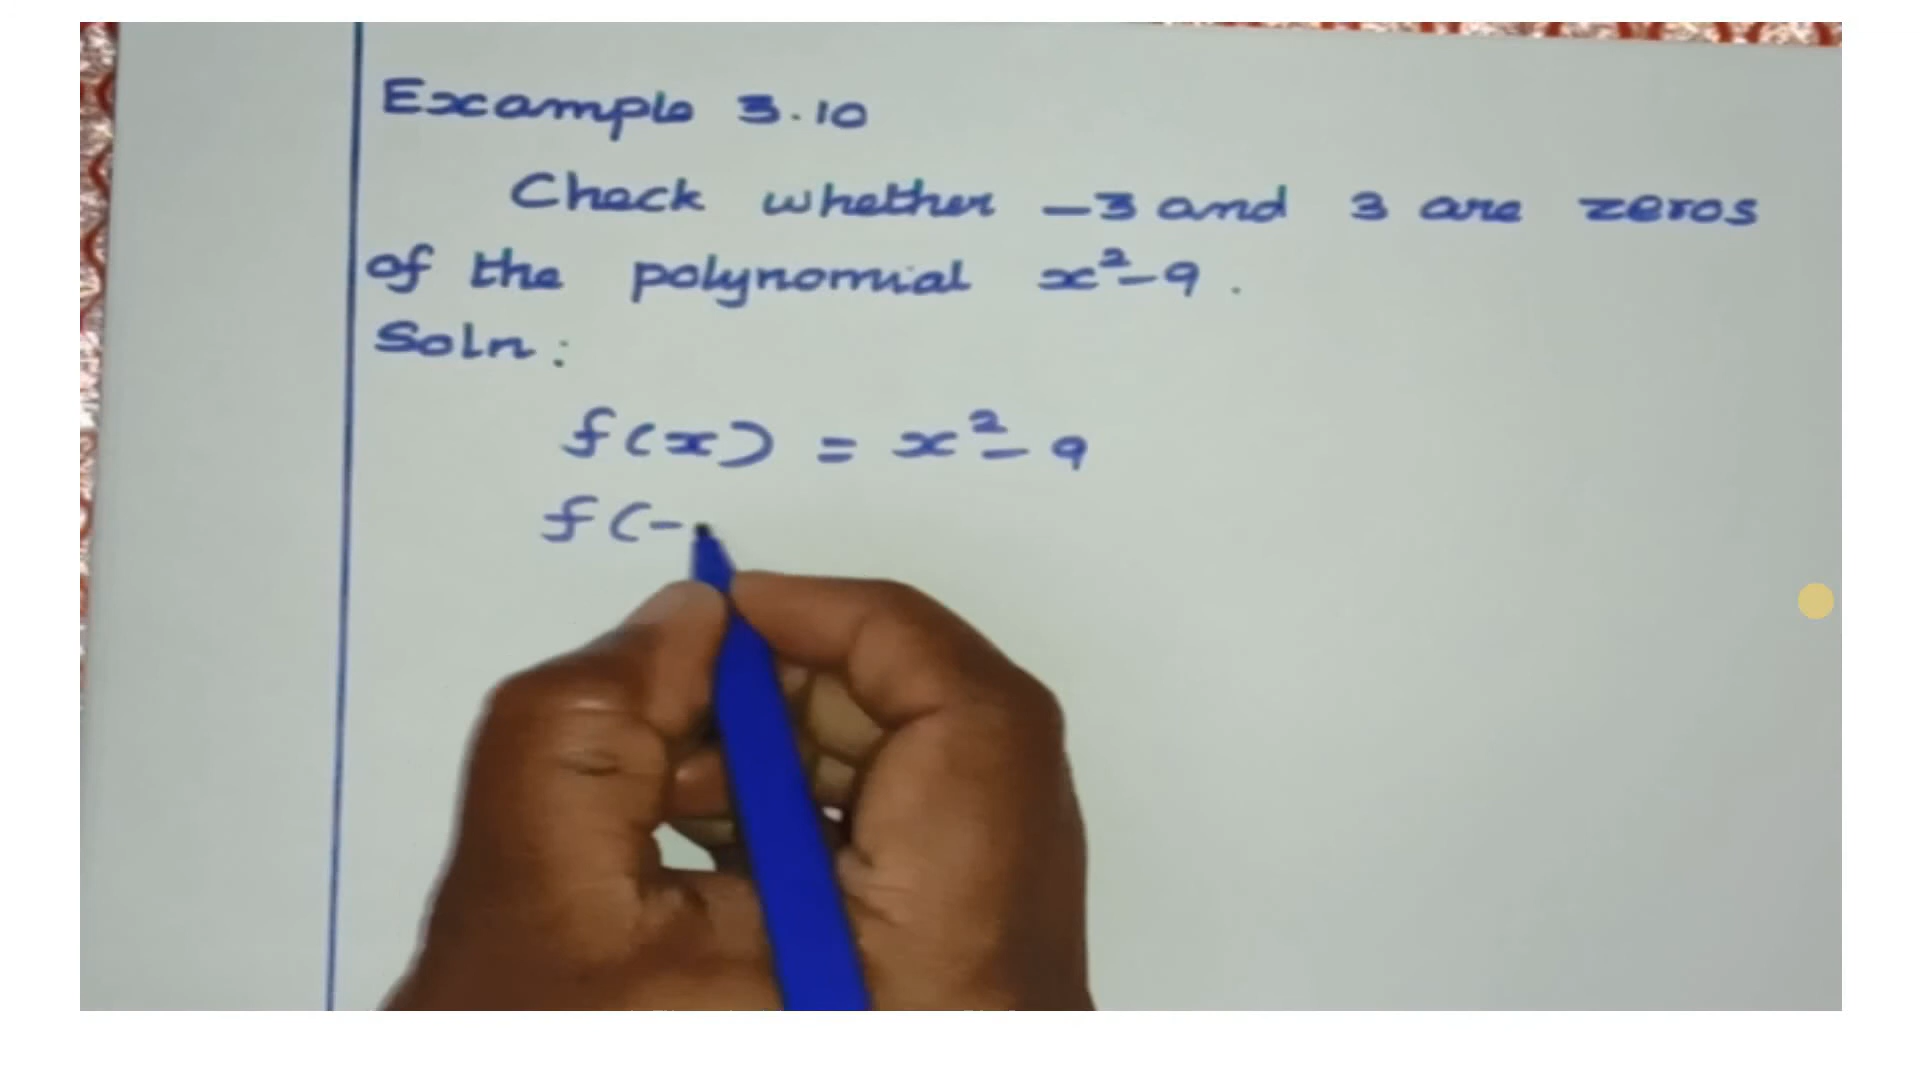 Example 3.10
Check whether -3 and 3 are zeros
of the polynomial x²-9.
Soln:
f(x) = x²-9
f(-